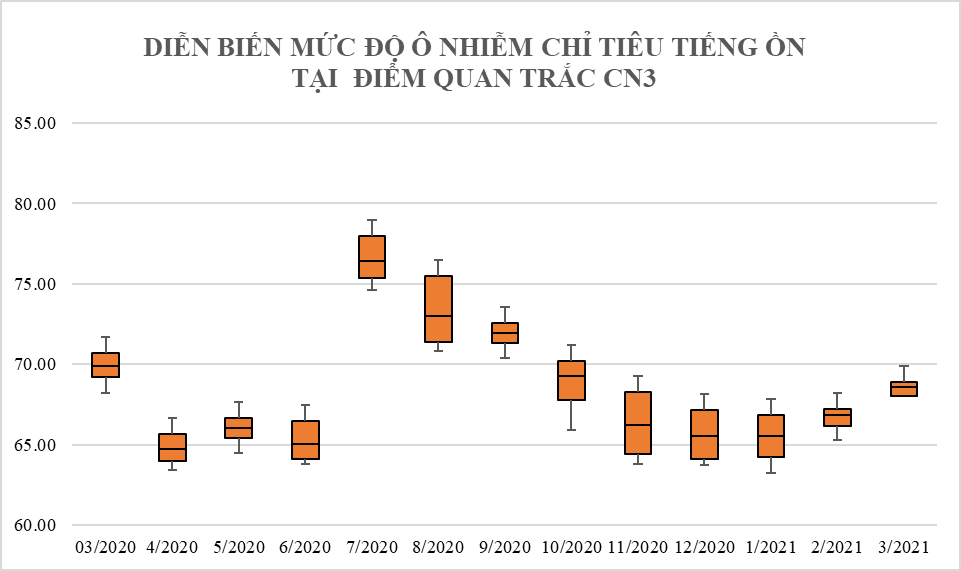 DIỄN BIẾN MỨC ĐỘ Ô NHIỄM CHỈ TIÊU TIẾNG ỒN
TẠI ĐIỂM QUAN TRẮC CN3
85.00
80.00
75.00
70.00
65.00
60.00
03/2020 4/2020 5/2020 6/2020 7/2020 8/2020 9/2020 10/2020 11/2020 12/2020 1/2021 2/2021 3/2021